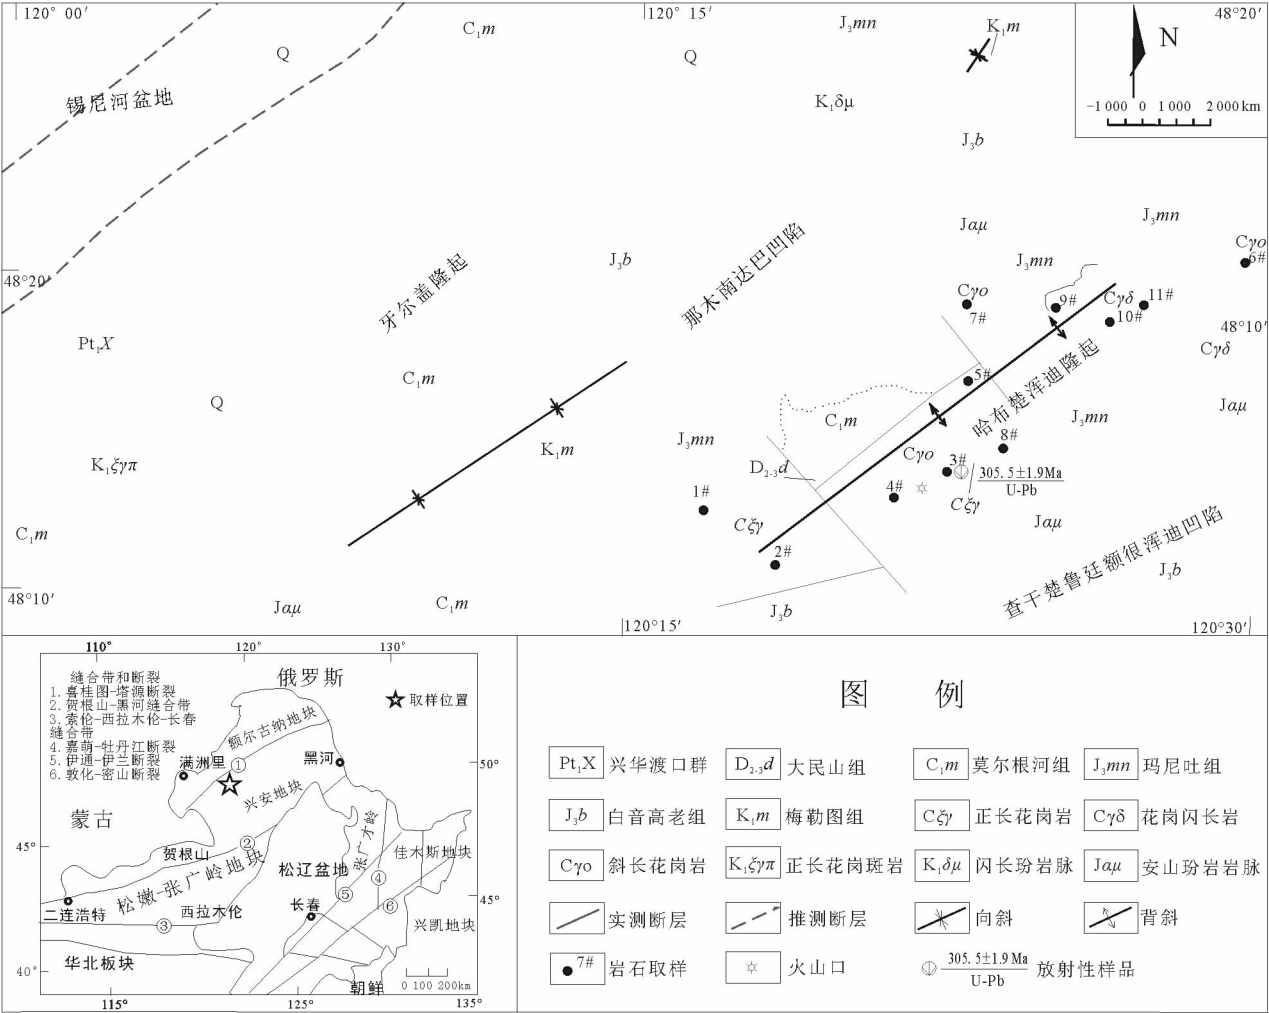 120° 00′
120° 15′
48°20′
Q
C₁m
Q
J₃mn
K₁m
N
锡尼河盆地
K₁δμ
−1 000 0 1 000 2 000 km
J₃b
J₃mn
Jαμ
Cγο
6#
48°20′
牙尔盖隆起
J₃b
那木南达巴凹陷
J₃mn
Cγο
7#
9#
Cγδ
10#
11#
48°10′
Pt₁X
Cγδ
C₁m
5#
哈布楚浑迪隆起
Q
C₁m
J₃mn
Jαμ
K₁ξγπ
K₁m
J₃mn
D₂₋₃d
Cγο
8#
3#
305. 5±1.9Ma
U-Pb
1#
4#
Cξγ
C₁m
Cξγ
Jαμ
查干楚鲁廷额很浑迪凹陷
2#
J₃b
48°10′
Jαμ
C₁m
J₃b
120°15′
120°30′
110°
120°
130°
缝合带和断裂
1. 喜桂图-塔源断裂
2. 贺根山-黑河缝合带
3. 索伦-西拉木伦-长春
缝合带
4. 嘉萌-牡丹江断裂
5. 伊通-伊兰断裂
6. 敦化-密山断裂
俄罗斯
取样位置
额尔古纳地块
满洲里
①
黑河
50°
兴安地块
蒙古
45°
贺根山
②
松嫩-张广岭地块
松辽盆地
张广才岭
佳木斯地块
④
⑤
⑥
45°
二连浩特
西拉木伦
长春
③
兴凯地块
华北板块
40°
朝鲜
0 100 200km
115°
125°
135°
图 例
Pt₁X 兴华渡口群
D₂₋₃d 大民山组
C₁m 莫尔根河组
J₃mn 玛尼吐组
J₃b 白音高老组
K₁m 梅勒图组
Cξγ 正长花岗岩
Cγδ 花岗闪长岩
Cγο 斜长花岗岩
K₁ξγπ 正长花岗斑岩
K₁δμ 闪长玢岩脉
Jαμ 安山玢岩岩脉
实测断层
推测断层
向斜
背斜
7# 岩石取样
火山口
305. 5±1.9 Ma
U-Pb
放射性样品